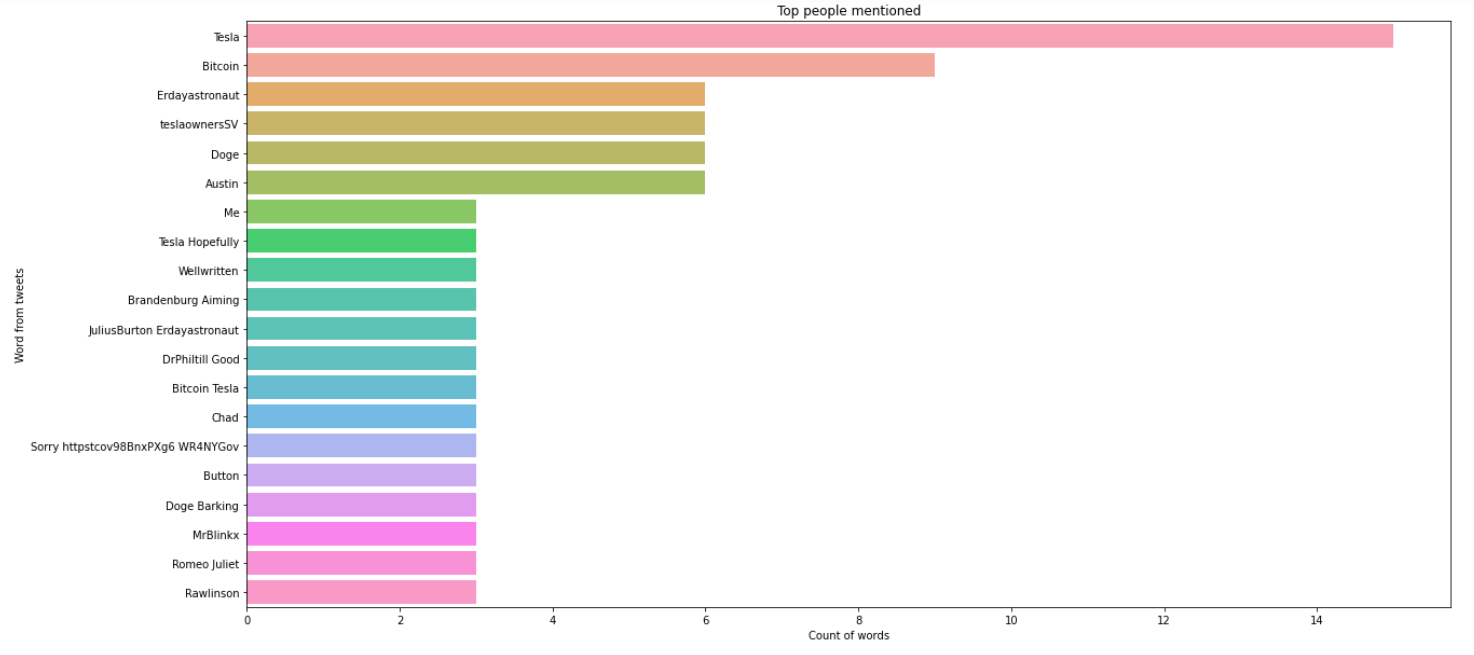 Top people mentioned
Tesla
Bitcoin
Erdayastronaut
teslaownersSV
Doge
Austin
Me
Tesla Hopefully
Wellwritten
Brandenburg Aiming
JuliusBurton Erdayastronaut
DrPhiltill Good
Bitcoin Tesla
Chad
Sorry httpstcov98BnxPXg6 WR4NYGov
Button
Doge Barking
MrBlinkx
Romeo Juliet
Rawlinson
Word from tweets
0 2 4 6 8 10 12 14
Count of words